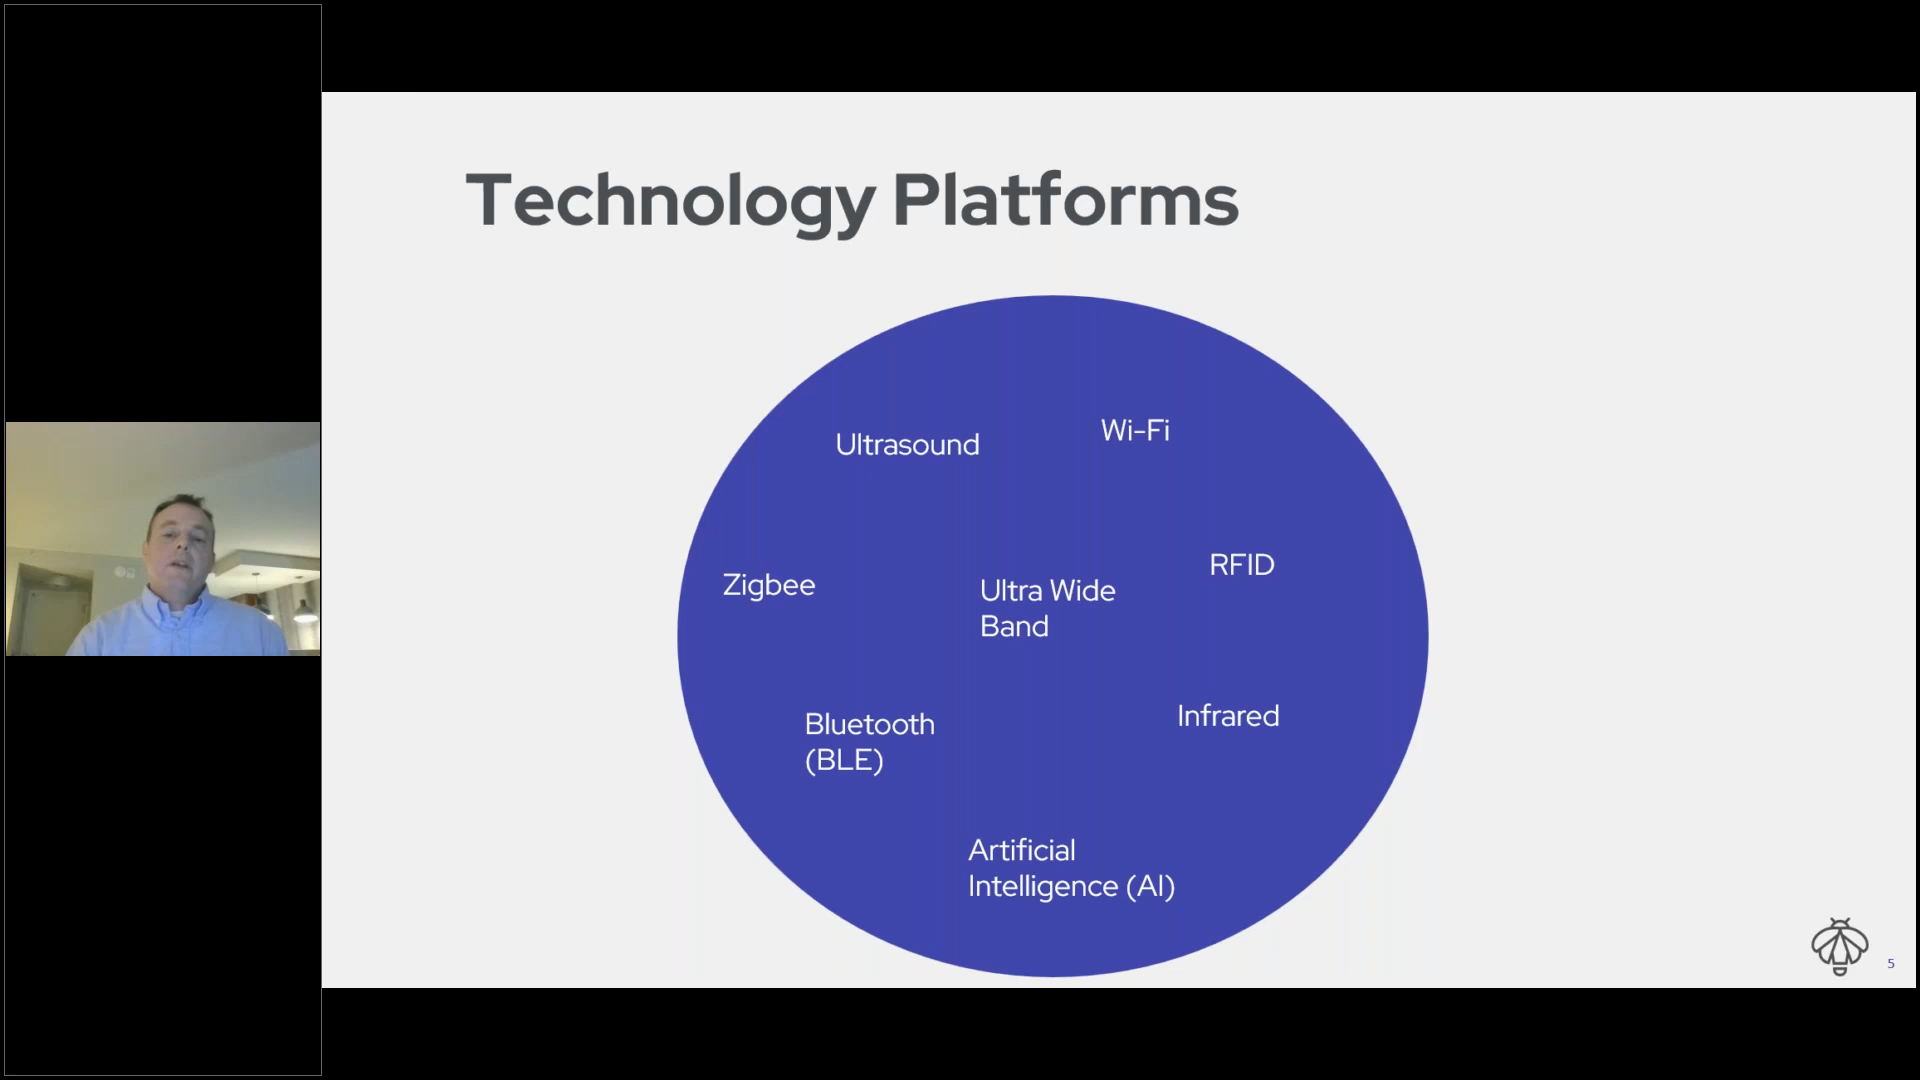 Technology Platforms
Ultrasound
Wi-Fi
Zigbee
Ultra Wide
Band
RFID
Bluetooth
(BLE)
Infrared
Artificial
Intelligence (AI)
5